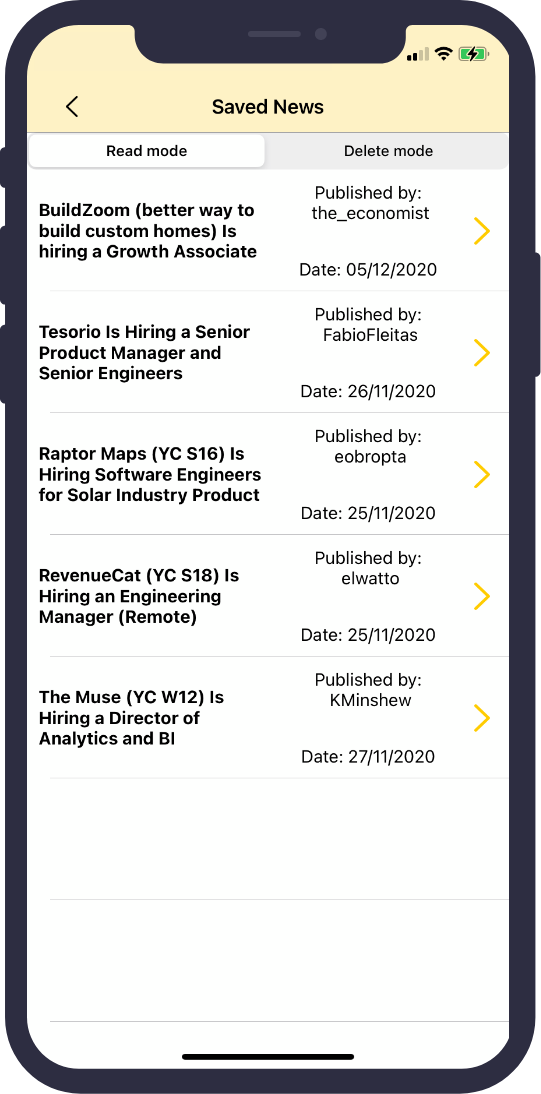 Saved News
Read mode
Delete mode
BuildZoom (better way to
build custom homes) Is
hiring a Growth Associate
Published by:
the_economist
Date: 05/12/2020
Tesorio Is Hiring a Senior
Product Manager and
Senior Engineers
Published by:
FabioFleitas
Date: 26/11/2020
Raptor Maps (YC S16) Is
Hiring Software Engineers
for Solar Industry Product
Published by:
eobropta
Date: 25/11/2020
RevenueCat (YC S18) Is
Hiring an Engineering
Manager (Remote)
Published by:
elwatto
Date: 25/11/2020
The Muse (YC W12) Is
Hiring a Director of
Analytics and BI
Published by:
KMinshew
Date: 27/11/2020